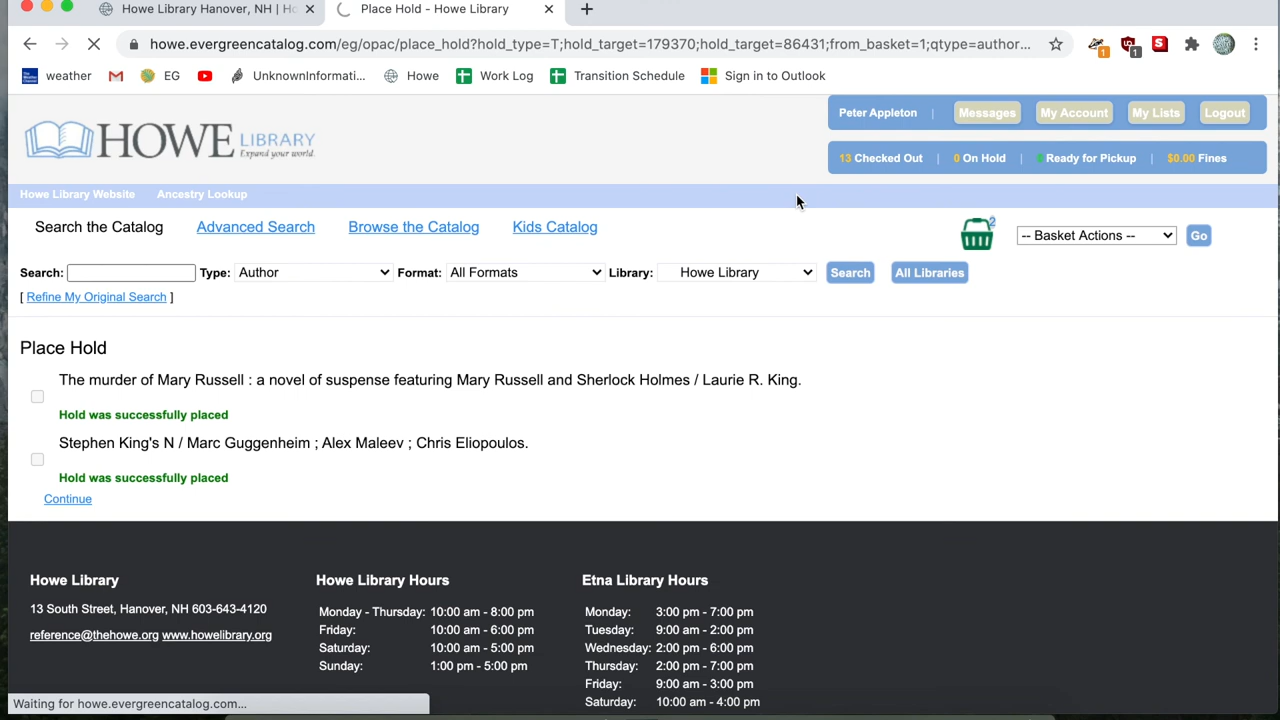 Howe Library Hanover, NH | Ho
Place Hold - Howe Library
howe.evergreencatalog.com/eg/opac/place_hold?hold_type=T;hold_target=179370;hold_target=86431;from_basket=1;qtype=author...
weather EG UnknownInformati... Howe Work Log Transition Schedule Sign in to Outlook
Peter Appleton | Messages My Account My Lists Logout
HOWE LIBRARY
Expand your world.
13 Checked Out | 0 On Hold | Ready for Pickup | $0.00 Fines
Howe Library Website Ancestry Lookup
Search the Catalog Advanced Search Browse the Catalog Kids Catalog
2
-- Basket Actions -- Go
Search: Type: Author Format: All Formats Library: Howe Library Search All Libraries
[ Refine My Original Search ]
Place Hold
The murder of Mary Russell : a novel of suspense featuring Mary Russell and Sherlock Holmes / Laurie R. King.
Hold was successfully placed
Stephen King's N / Marc Guggenheim ; Alex Maleev ; Chris Eliopoulos.
Hold was successfully placed
Continue
Howe Library
13 South Street, Hanover, NH 603-643-4120
reference@thehowe.org www.howelibrary.org
Howe Library Hours
Monday - Thursday: 10:00 am - 8:00 pm
Friday: 10:00 am - 6:00 pm
Saturday: 10:00 am - 5:00 pm
Sunday: 1:00 pm - 5:00 pm
Etna Library Hours
Monday: 3:00 pm - 7:00 pm
Tuesday: 9:00 am - 2:00 pm
Wednesday: 2:00 pm - 6:00 pm
Thursday: 2:00 pm - 7:00 pm
Friday: 9:00 am - 3:00 pm
Saturday: 10:00 am - 4:00 pm
Waiting for howe.evergreencatalog.com...